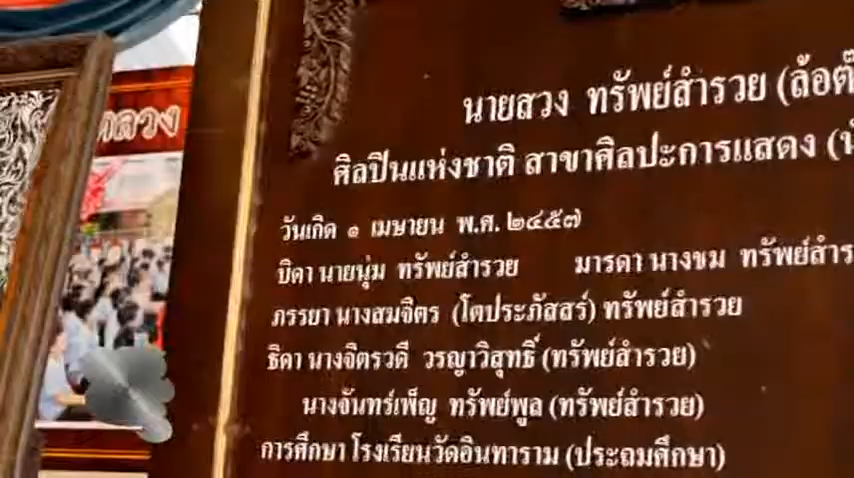 นายสวง ทรัพย์สำรวย (ล้อต๊
ศิลปินแห่งชาติ สาขาศิลปะการแสดง
วันเกิด ๑ เมษายน พ.ศ. ๒๔๕๗
บิดา นายนุ่ม ทรัพย์สำรวย มารดา นางชม ทรัพย์สำร
ภรรยา นางสมจิตร (โตประภัสสร์) ทรัพย์สำรวย
ธิดา นางจิตรวดี วรญาวิสุทธิ์ (ทรัพย์สำรวย)
นางจันทร์เพ็ญ ทรัพย์พูล (ทรัพย์สำรวย)
การศึกษา โรงเรียนวัดอินทาราม (ประถมศึกษา)